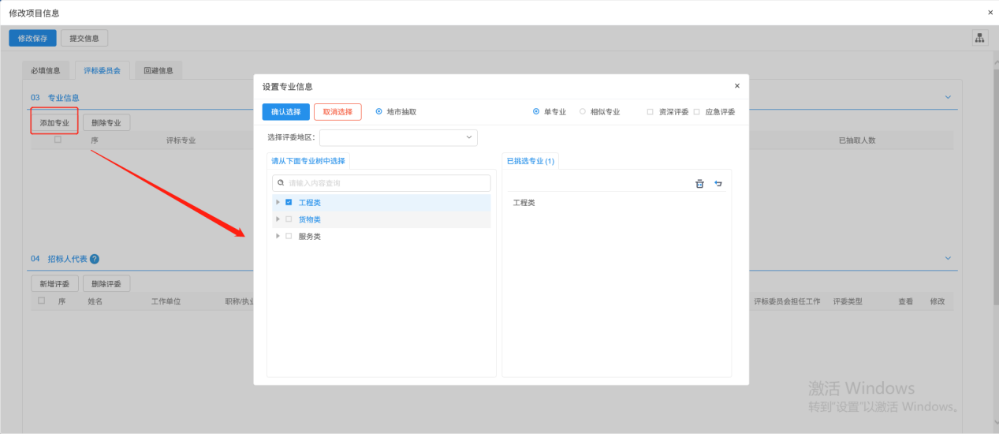 修改项目信息
修改保存 提交信息
必填信息 评标委员会 回避信息
03 专业信息
添加专业 删除专业
序 评标专业 已抽取人数
04 招标人代表 ?
新增评委 删除评委
序 姓名 工作单位 职称/执业 评标委员会担任工作 评委类型 查看 修改
设置专业信息
确认选择 取消选择 地市抽取 单专业 相似专业 资深评委 应急评委
选择评委地区：
请从下面专业树中选择
请输入内容查询
工程类
货物类
服务类
已挑选专业 (1)
工程类
激活 Windows
转到"设置"以激活 Windows。